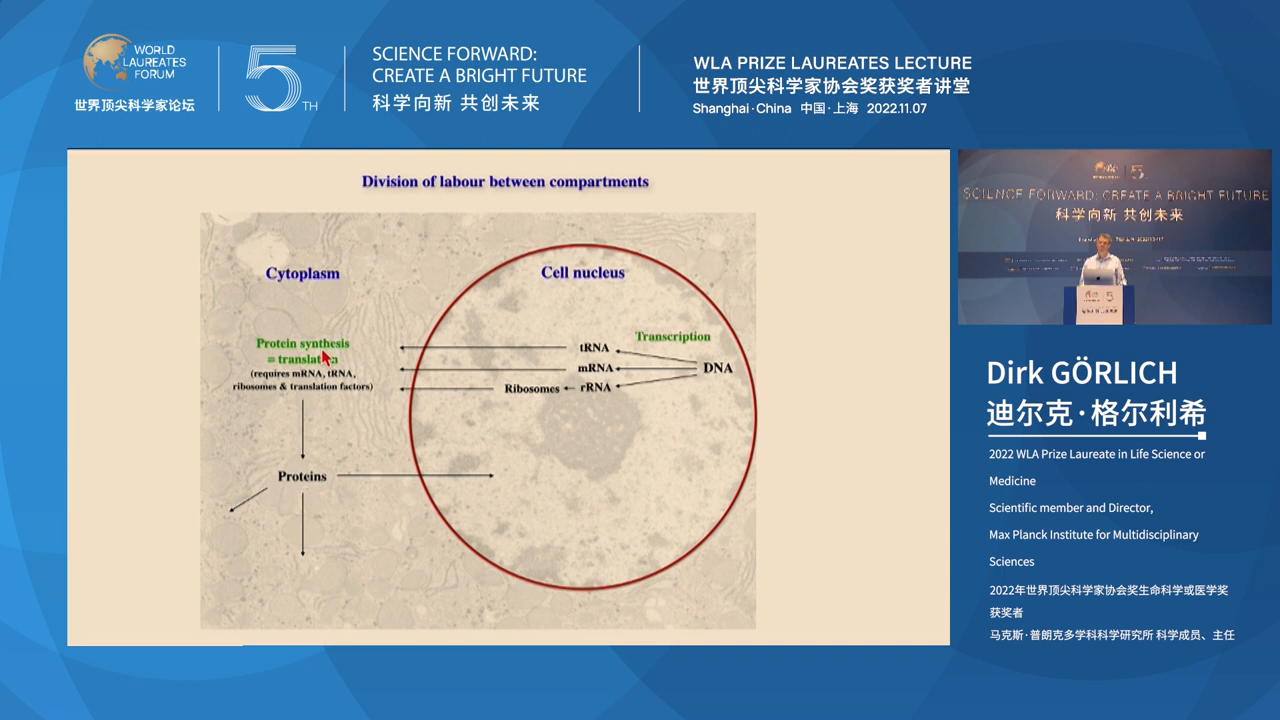 WORLD
LAUREATES
FORUM
世界顶尖科学家论坛
5TH
SCIENCE FORWARD:
CREATE A BRIGHT FUTURE
科学向新 共创未来
WLA PRIZE LAUREATES LECTURE
世界顶尖科学家协会奖获奖者讲堂
Shanghai·China 中国·上海 2022.11.07
Division of labour between compartments
Cytoplasm
Cell nucleus
Protein synthesis
= translation
(requires mRNA, tRNA,
ribosomes & translation factors)
Transcription
tRNA
mRNA
DNA
Ribosomes
rRNA
Proteins
5
SCIENCE FORWARD: CREATE A BRIGHT FUTURE
科学向新 共创未来
Dirk GÖRLICH
迪尔克·格尔利希
2022 WLA Prize Laureate in Life Science or
Medicine
Scientific member and Director,
Max Planck Institute for Multidisciplinary
Sciences
2022年世界顶尖科学家协会奖生命科学或医学奖
获奖者
马克斯·普朗克多学科科学研究所 科学成员、主任